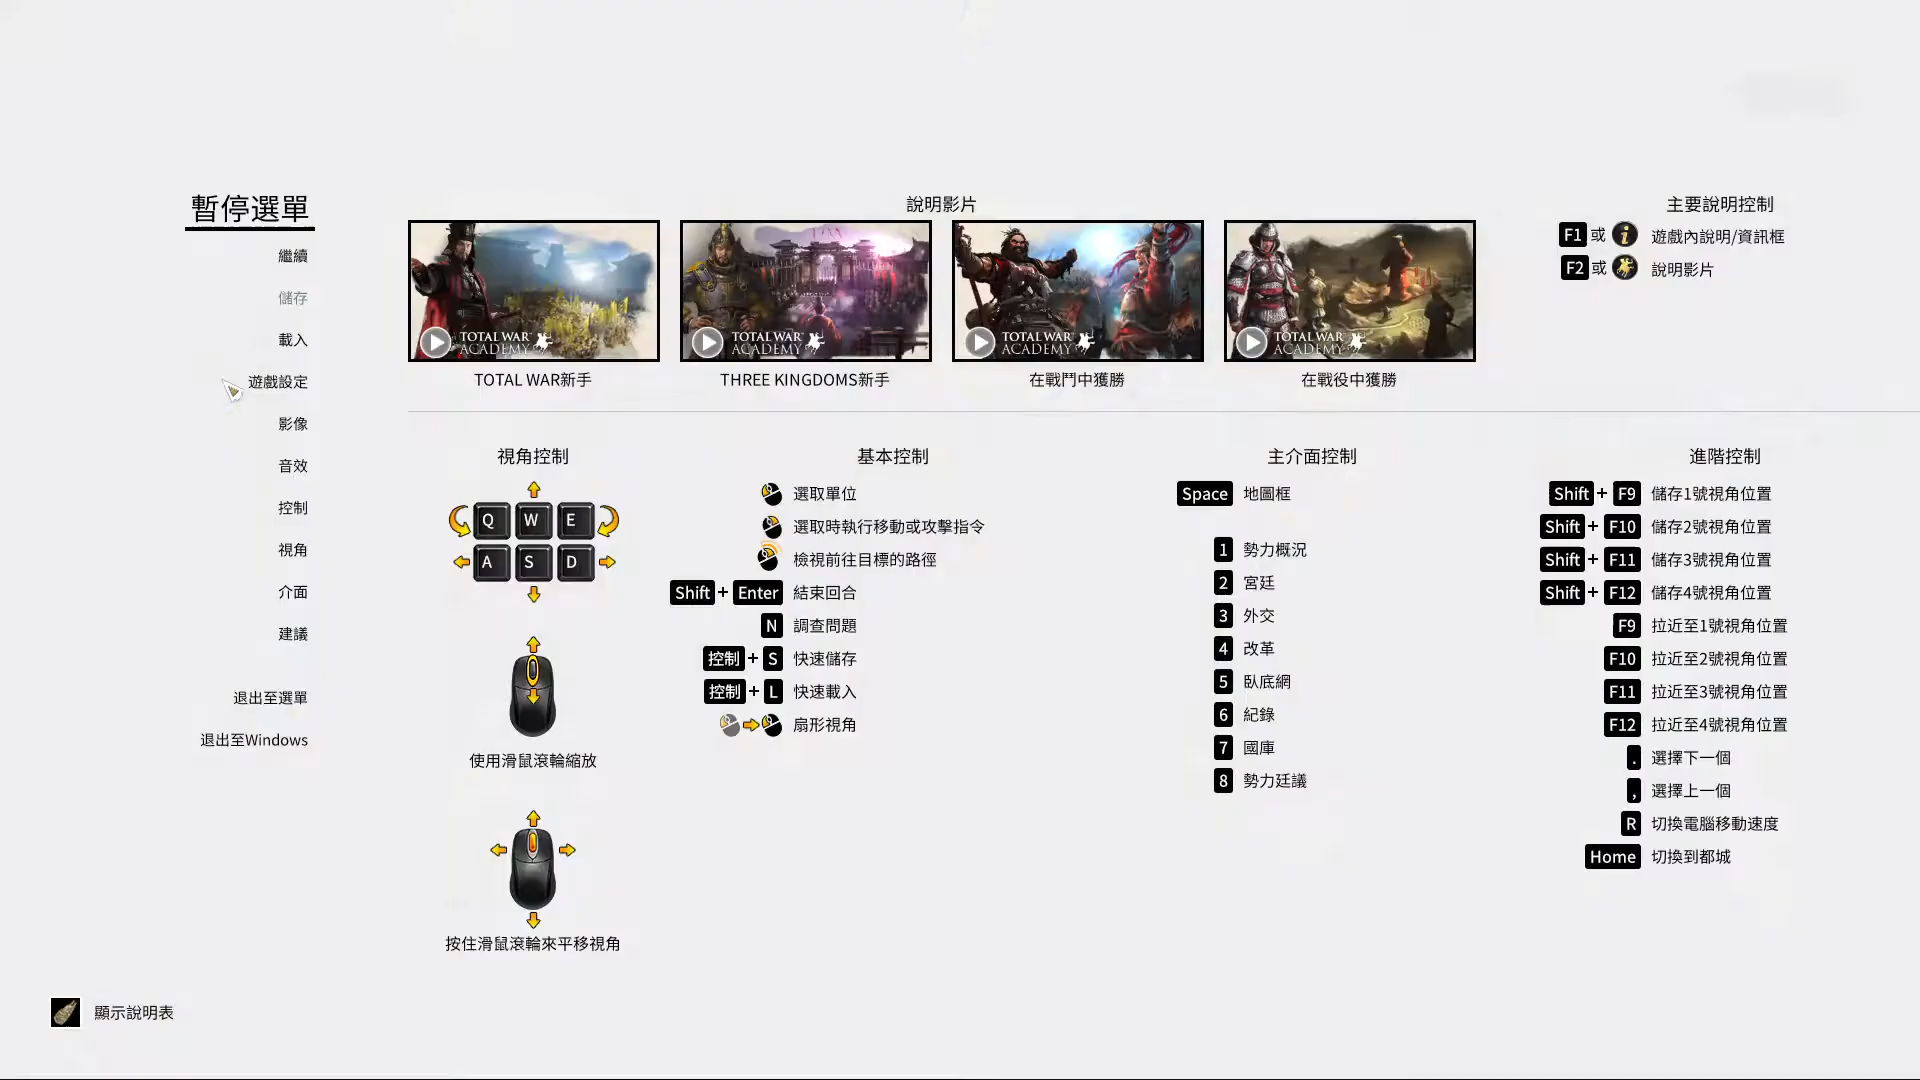 暫停選單
繼續
儲存
載入
遊戲設定
影像
音效
控制
視角
介面
建議
退出至選單
退出至Windows
說明影片
TOTAL WAR
ACADEMY
TOTAL WAR
ACADEMY
TOTAL WAR
ACADEMY
TOTAL WAR
ACADEMY
TOTAL WAR新手
THREE KINGDOMS新手
在戰鬥中獲勝
在戰役中獲勝
主要說明控制
F1 或 i 遊戲內說明/資訊框
F2 或 說明影片
視角控制
Q W E
A S D
使用滑鼠滾輪縮放
按住滑鼠滾輪來平移視角
基本控制
選取單位
選取時執行移動或攻擊指令
檢視前往目標的路徑
Shift + Enter 結束回合
N 調查問題
控制 + S 快速儲存
控制 + L 快速載入
扇形視角
主介面控制
Space 地圖框
1 勢力概況
2 宮廷
3 外交
4 改革
5 臥底網
6 紀錄
7 國庫
8 勢力廷議
進階控制
Shift + F9 儲存1號視角位置
Shift + F10 儲存2號視角位置
Shift + F11 儲存3號視角位置
Shift + F12 儲存4號視角位置
F9 拉近至1號視角位置
F10 拉近至2號視角位置
F11 拉近至3號視角位置
F12 拉近至4號視角位置
. 選擇下一個
, 選擇上一個
R 切換電腦移動速度
Home 切換到都城
顯示說明表